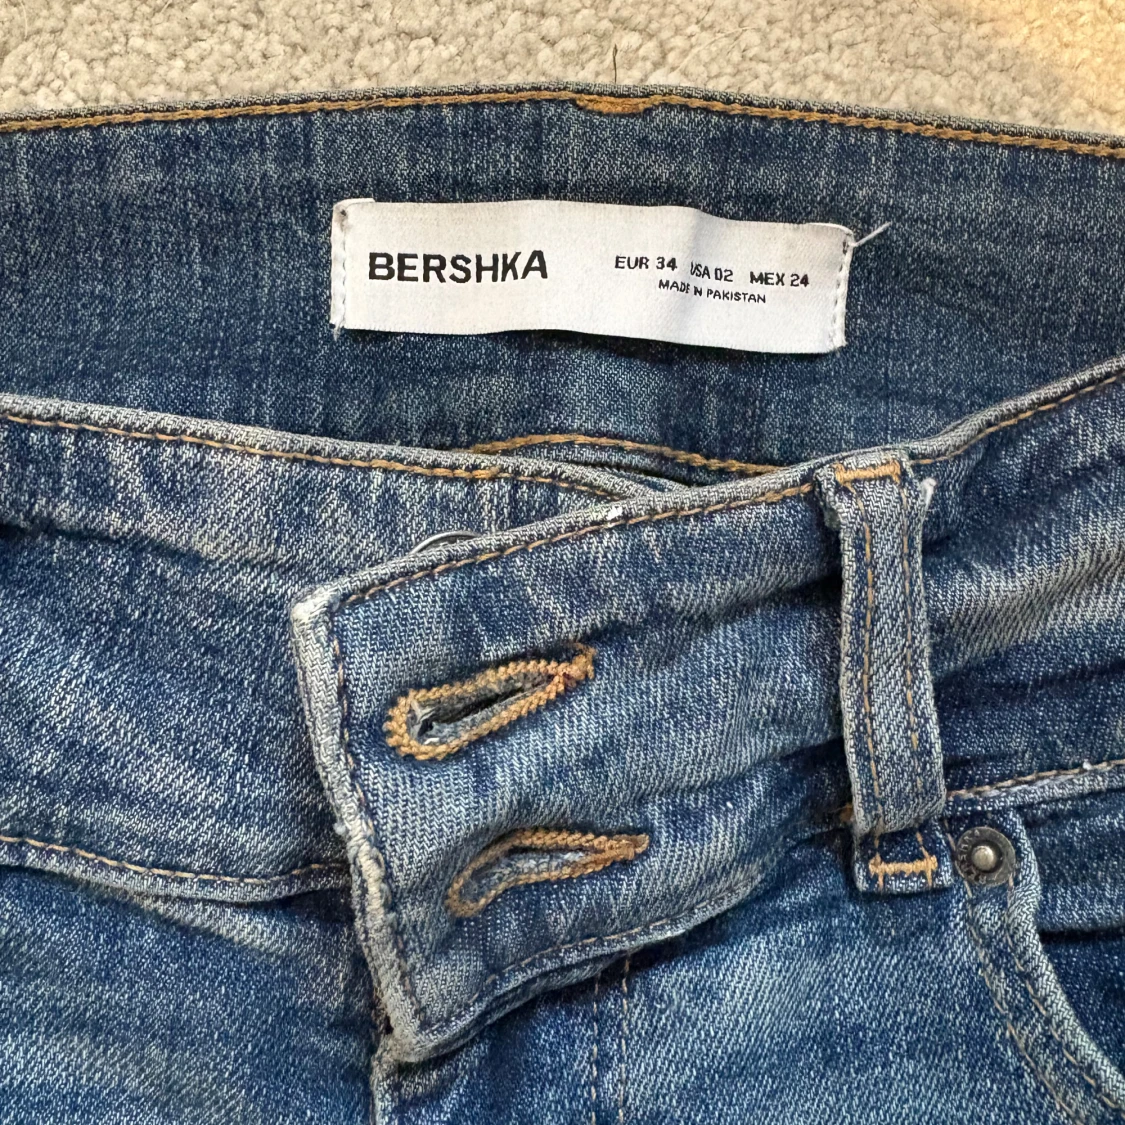 BERSHKA EUR 34 USA 02 MEX 24
MADE IN PAKISTAN